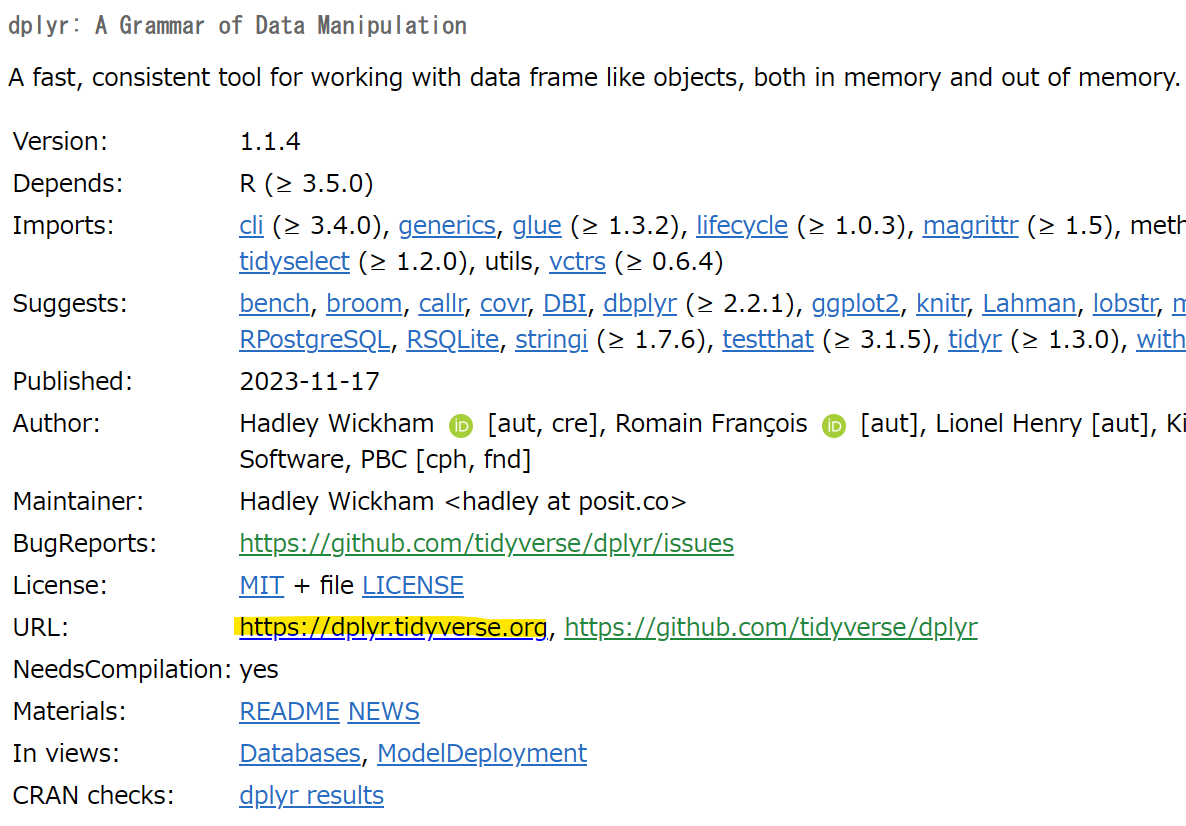 dplyr: A Grammar of Data Manipulation
A fast, consistent tool for working with data frame like objects, both in memory and out of memory.
Version: 1.1.4
Depends: R (≥ 3.5.0)
Imports: cli (≥ 3.4.0), generics, glue (≥ 1.3.2), lifecycle (≥ 1.0.3), magrittr (≥ 1.5),
tidyselect (≥ 1.2.0), utils, vctrs (≥ 0.6.4)
Suggests: bench, broom, callr, covr, DBI, dbplyr (≥ 2.2.1), ggplot2, knitr, Lahman, lobstr,
RPostgreSQL, RSQLite, stringi (≥ 1.7.6), testthat (≥ 3.1.5), tidyr (≥ 1.3.0),
Published: 2023-11-17
Author: Hadley Wickham iD [aut, cre], Romain François iD [aut], Lionel Henry [aut],
Software, PBC [cph, fnd]
Maintainer: Hadley Wickham <hadley at posit.co>
BugReports: https://github.com/tidyverse/dplyr/issues
License: MIT + file LICENSE
URL: https://dplyr.tidyverse.org, https://github.com/tidyverse/dplyr
NeedsCompilation: yes
Materials: README NEWS
In views: Databases, ModelDeployment
CRAN checks: dplyr results